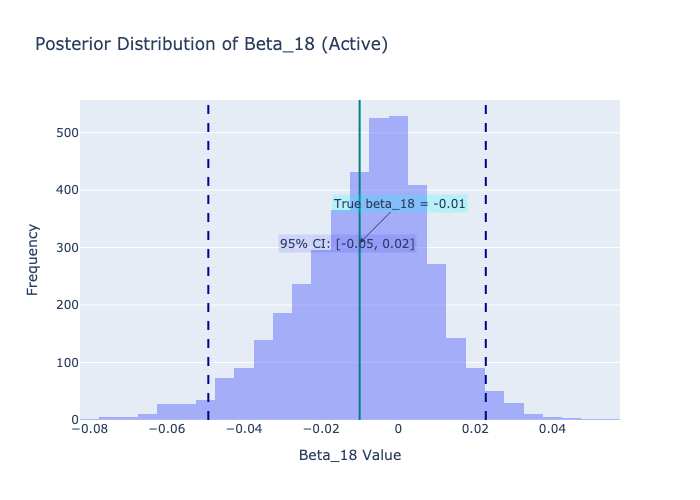 Posterior Distribution of Beta_18 (Active)
500
400
300
200
100
0
True beta_18 = -0.01
95% CI: [-0.05, 0.02]
−0.08
−0.06
−0.04
−0.02
0
0.02
0.04
Beta_18 Value
Frequency